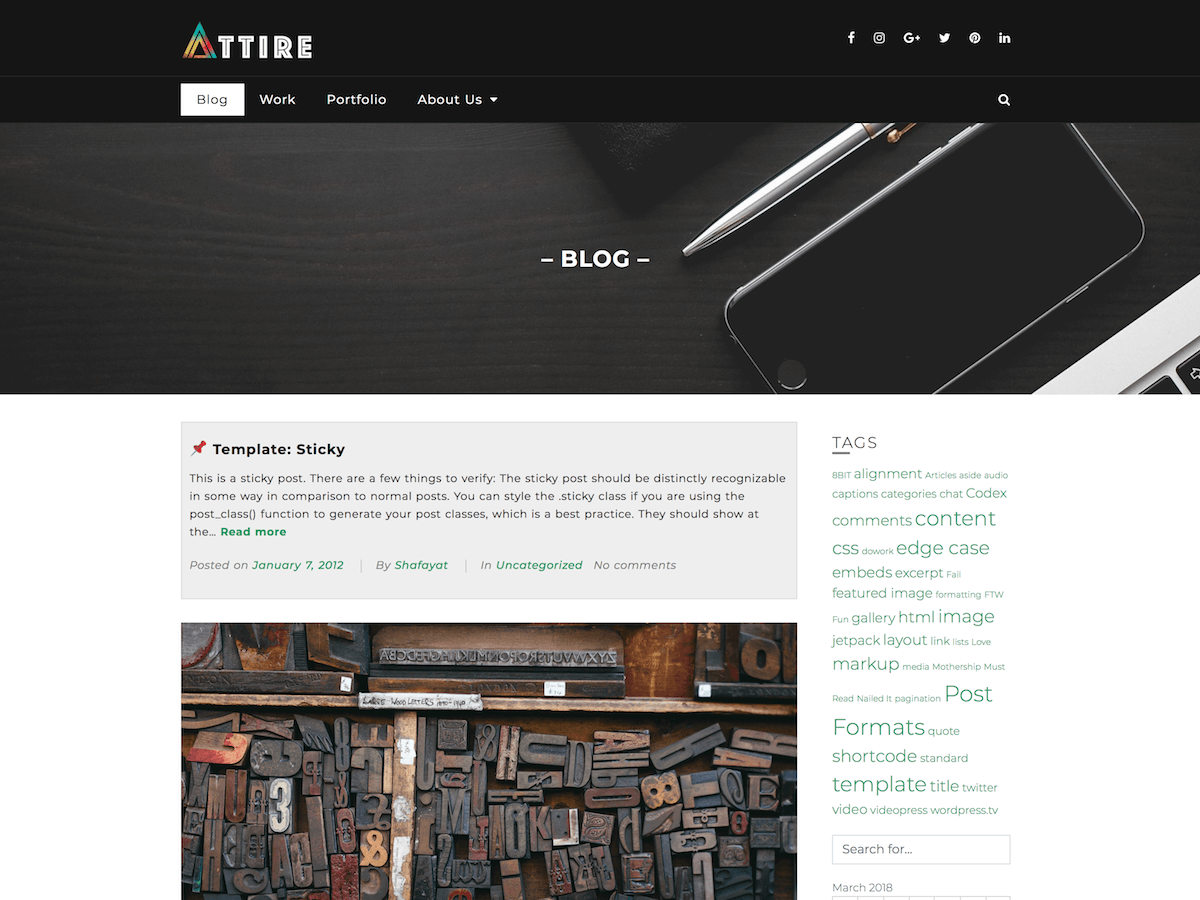 ATTIRE
Blog Work Portfolio About Us
– BLOG –
Template: Sticky
This is a sticky post. There are a few things to verify: The sticky post should be distinctly recognizable
in some way in comparison to normal posts. You can style the .sticky class if you are using the
post_class() function to generate your post classes, which is a best practice. They should show at
the... Read more
Posted on January 7, 2012 | By Shafayat | In Uncategorized No comments
LARGE WOOD LETTERS
3
&
8
TAGS
8BIT alignment Articles aside audio
captions categories chat Codex
comments content
css dowork edge case
embeds excerpt Fail
featured image formatting FTW
Fun gallery html image
jetpack layout link lists Love
markup media Mothership Must
Read Nailed It pagination Post
Formats quote
shortcode standard
template title twitter
video videopress wordpress.tv
Search for...
March 2018